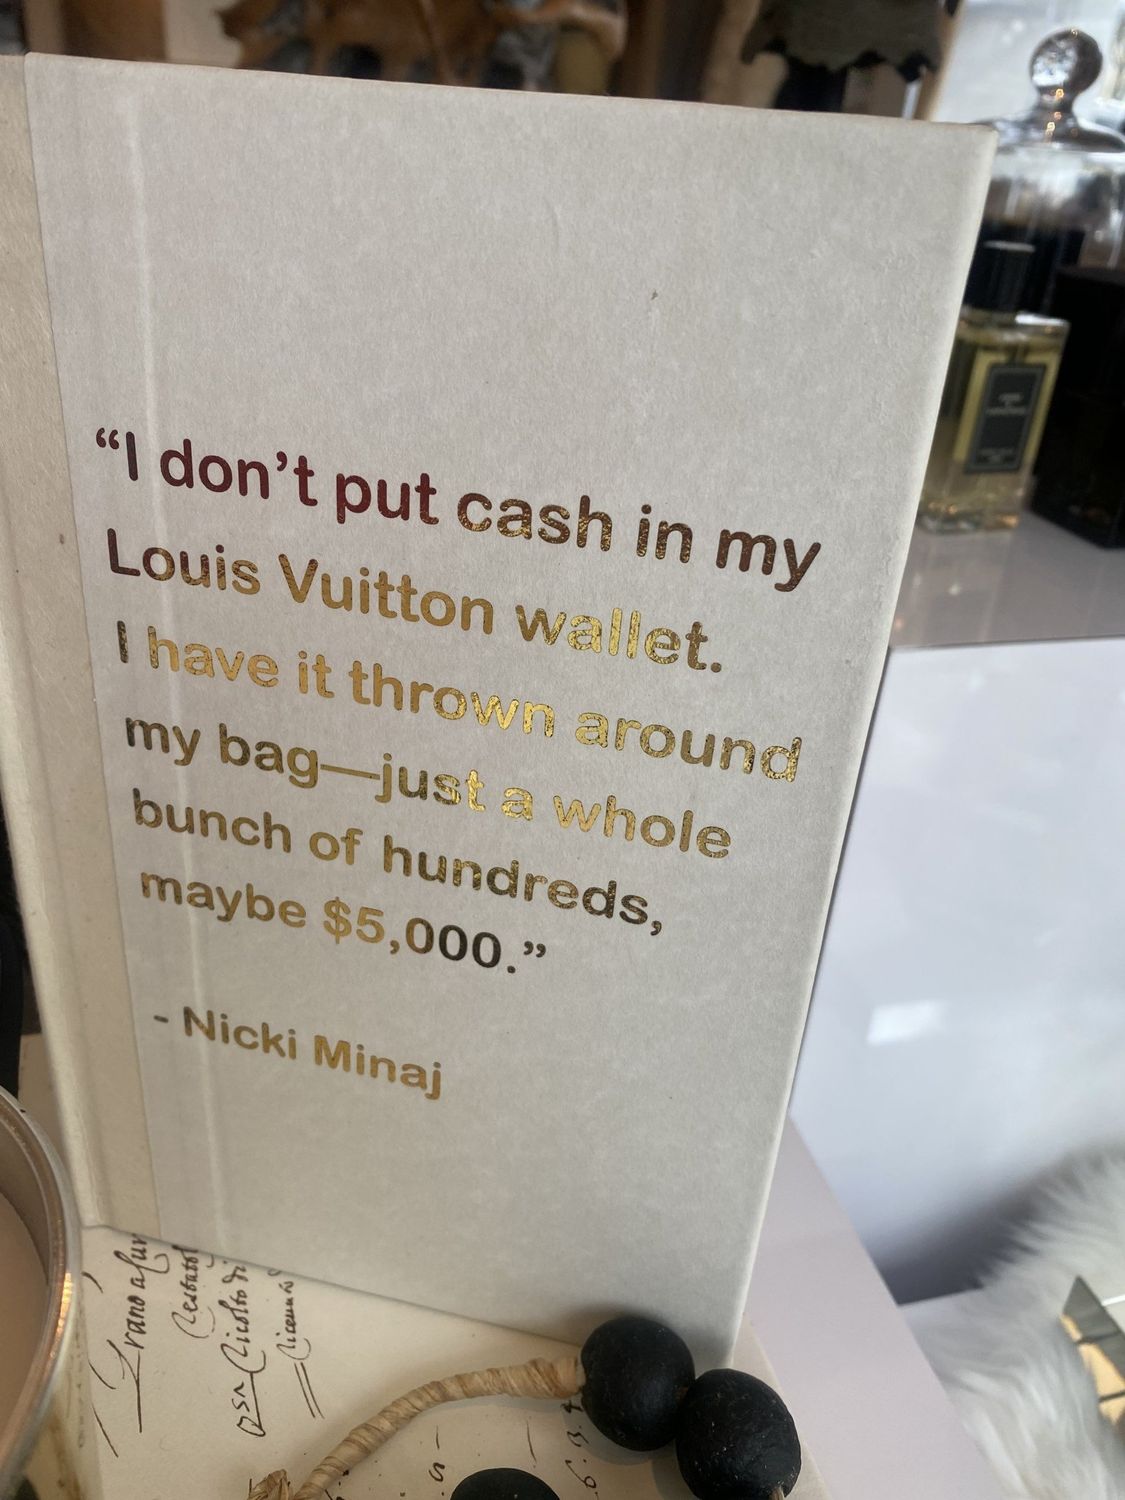 “I don’t put cash in my
Louis Vuitton wallet.
I have it thrown around
my bag—just a whole
bunch of hundreds,
maybe $5,000.”
- Nicki Minaj